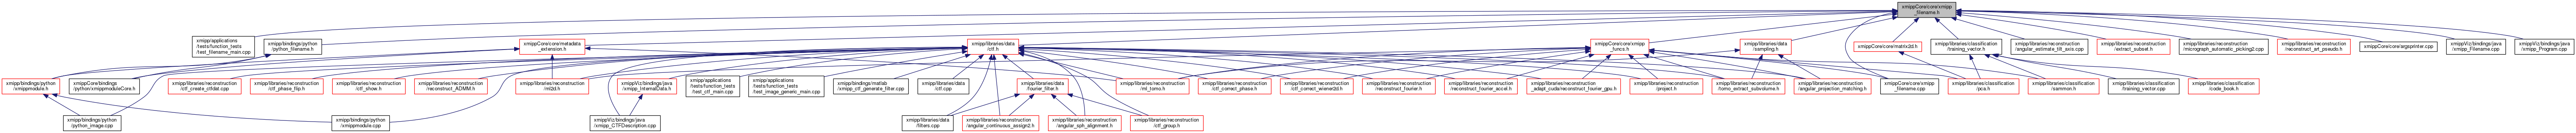 xmippCore/core/xmipp
_filename.h
xmipp/applications
/tests/function_tests
/test_filename_main.cpp
xmipp/bindings/python
/python_filename.h
xmippCore/core/metadata
_extension.h
xmipp/libraries/data
/ctf.h
xmippCore/core/xmipp
_funcs.h
xmipp/libraries/data
/sampling.h
xmippCore/core/matrix2d.h
xmipp/libraries/classification
/training_vector.h
xmipp/libraries/reconstruction
/angular_estimate_tilt_axis.cpp
xmipp/libraries/reconstruction
/extract_subset.h
xmipp/libraries/reconstruction
/micrograph_automatic_picking2.cpp
xmipp/libraries/reconstruction
/reconstruct_art_pseudo.h
xmippCore/core/argsprinter.cpp
xmippViz/bindings/java
/xmipp_Filename.cpp
xmippViz/bindings/java
/xmipp_Program.cpp
xmipp/bindings/python
/xmippmodule.h
xmippCore/bindings
/python/xmippmoduleCore.h
xmipp/libraries/reconstruction
/ctf_create_ctfdat.cpp
xmipp/libraries/reconstruction
/ctf_phase_flip.h
xmipp/libraries/reconstruction
/ctf_show.h
xmipp/libraries/reconstruction
/reconstruct_ADMM.h
xmipp/libraries/reconstruction
/ml2d.h
xmippViz/bindings/java
/xmipp_InternalData.h
xmipp/applications
/tests/function_tests
/test_ctf_main.cpp
xmipp/applications
/tests/function_tests
/test_image_generic_main.cpp
xmipp/bindings/matlab
/xmipp_ctf_generate_filter.cpp
xmipp/libraries/data
/ctf.cpp
xmipp/libraries/data
/fourier_filter.h
xmipp/libraries/reconstruction
/ml_tomo.h
xmipp/libraries/reconstruction
/ctf_correct_phase.h
xmipp/libraries/reconstruction
/ctf_correct_wiener2d.h
xmipp/libraries/reconstruction
/reconstruct_fourier.h
xmipp/libraries/reconstruction
/reconstruct_fourier_accel.h
xmipp/libraries/reconstruction
_adapt_cuda/reconstruct_fourier_gpu.h
xmipp/libraries/reconstruction
/project.h
xmipp/libraries/reconstruction
/tomo_extract_subvolume.h
xmipp/libraries/reconstruction
/angular_projection_matching.h
xmippCore/core/xmipp
_filename.cpp
xmipp/libraries/classification
/pca.h
xmipp/libraries/classification
/sammon.h
xmipp/libraries/classification
/training_vector.cpp
xmipp/libraries/classification
/code_book.h
xmipp/bindings/python
/python_image.cpp
xmipp/bindings/python
/xmippmodule.cpp
xmippViz/bindings/java
/xmipp_CTFDescription.cpp
xmipp/libraries/data
/filters.cpp
xmipp/libraries/reconstruction
/angular_continuous_assign2.h
xmipp/libraries/reconstruction
/angular_sph_alignment.h
xmipp/libraries/reconstruction
/ctf_group.h